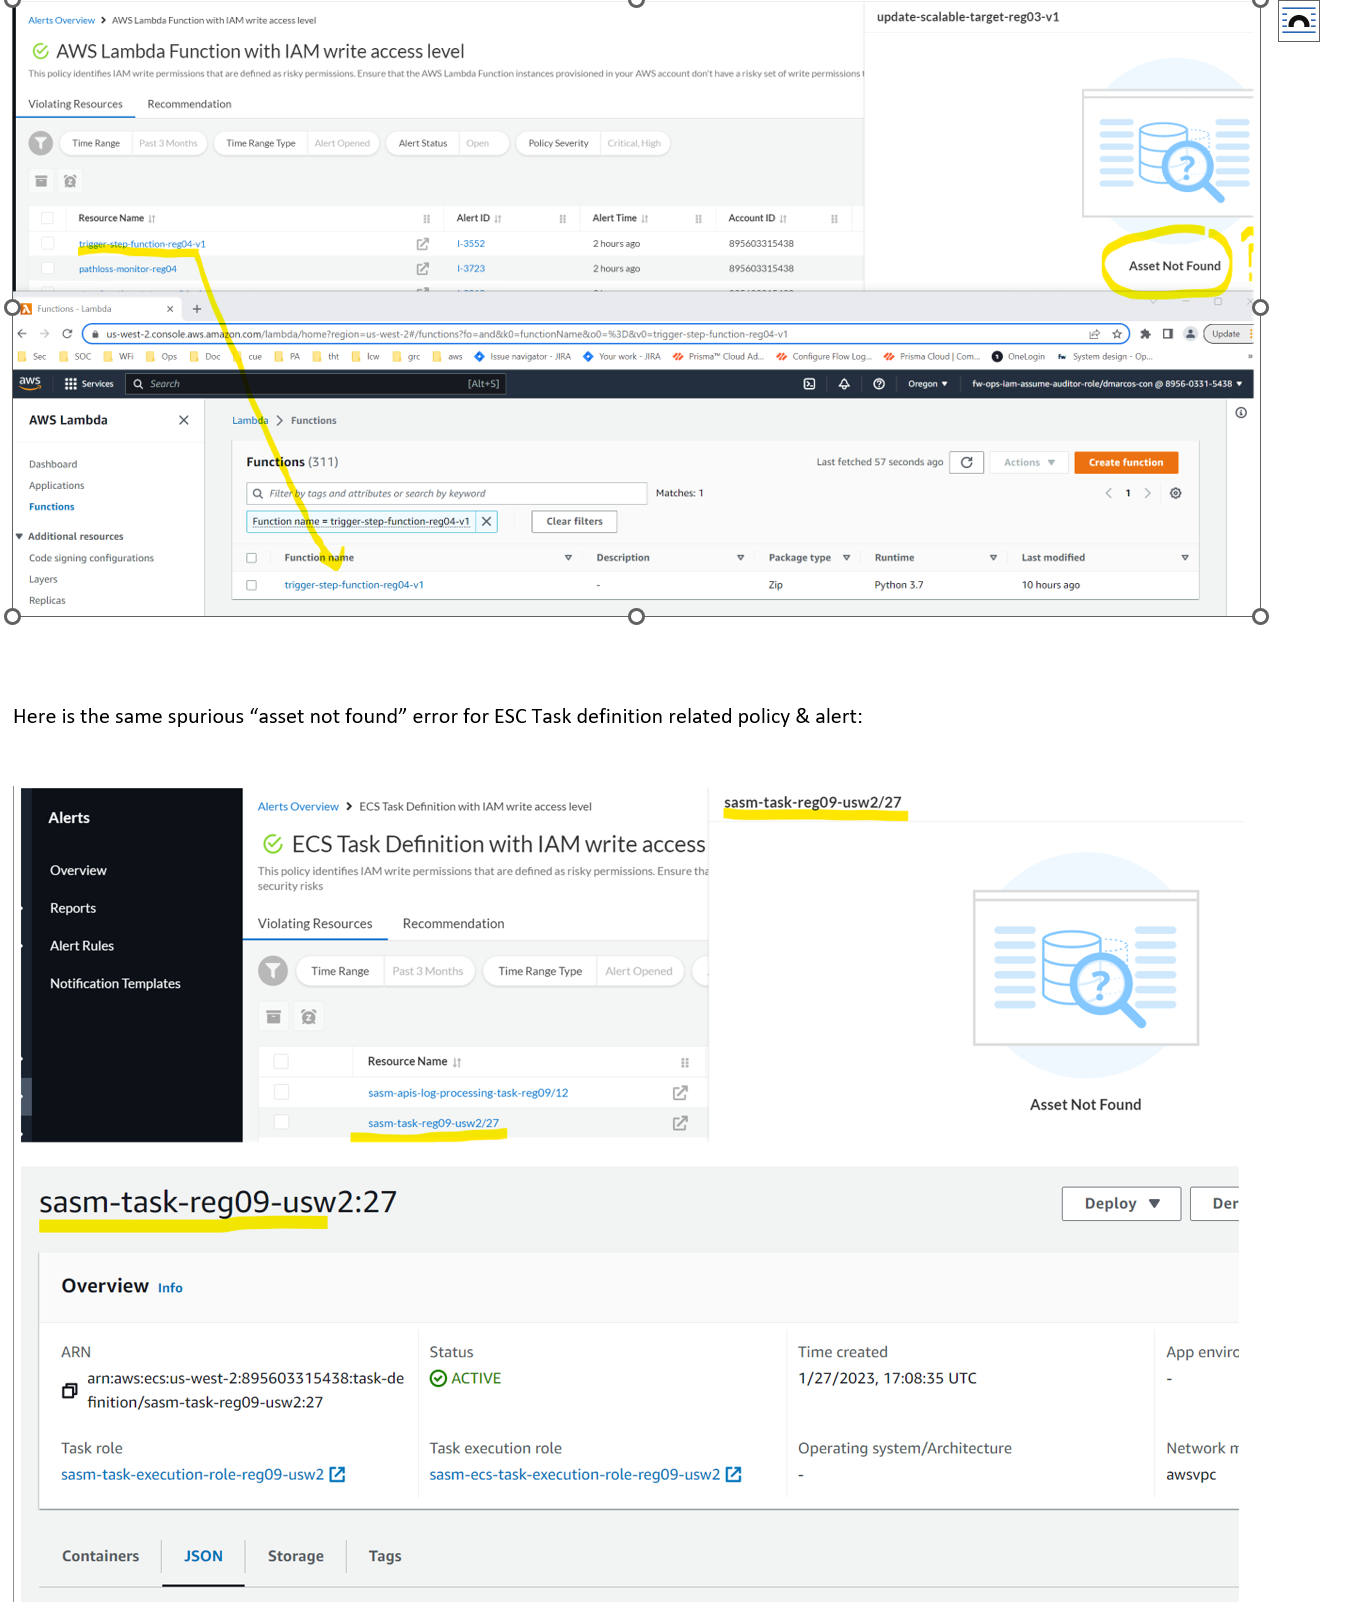 Alerts Overview > AWS Lambda Function with IAM write access level
update-scalable-target-reg03-v1
AWS Lambda Function with IAM write access level
This policy identifies IAM write permissions that are defined as risky permissions. Ensure that the AWS Lambda Function instances provisioned in your AWS account don't have a risky set of write permissions t
Violating Resources Recommendation
Time Range Past 3 Months Time Range Type Alert Opened Alert Status Open Policy Severity Critical, High
Resource Name Alert ID Alert Time Account ID
trigger-step-function-reg04-v1 I-3552 2 hours ago 895603315438
pathloss-monitor-reg04 I-3723 2 hours ago 895603315438
Asset Not Found
Functions - Lambda
us-west-2.console.aws.amazon.com/lambda/home?region=us-west-2#/functions?fo=and&k0=functionName&o0=%3D&v0=trigger-step-function-reg04-v1
Update
Sec SOC WFi Ops Doc cue PA tht Icw grc aws Issue navigator - JIRA Your work - JIRA Prisma™ Cloud Ad... Configure Flow Log... Prisma Cloud | Com... OneLogin System design - Op... »
aws Services Search [Alt+S] Oregon fw-ops-iam-assume-auditor-role/dmarcos-con @ 8956-0331-5438
AWS Lambda
Lambda > Functions
Dashboard
Applications
Functions
Additional resources
Code signing configurations
Layers
Replicas
Functions (311)
Last fetched 57 seconds ago Actions Create function
Filter by tags and attributes or search by keyword Matches: 1
1
Function name = trigger-step-function-reg04-v1 Clear filters
Function name Description Package type Runtime Last modified
trigger-step-function-reg04-v1 - Zip Python 3.7 10 hours ago
Here is the same spurious “asset not found” error for ESC Task definition related policy & alert:
Alerts
Overview
Reports
Alert Rules
Notification Templates
Alerts Overview > ECS Task Definition with IAM write access level
ECS Task Definition with IAM write access
This policy identifies IAM write permissions that are defined as risky permissions. Ensure tha
security risks
Violating Resources Recommendation
Time Range Past 3 Months Time Range Type Alert Opened
Resource Name
sasm-apis-log-processing-task-reg09/12
sasm-task-reg09-usw2/27
sasm-task-reg09-usw2/27
Asset Not Found
sasm-task-reg09-usw2:27
Deploy Der
Overview Info
ARN
arn:aws:ecs:us-west-2:895603315438:task-de
finition/sasm-task-reg09-usw2:27
Status
ACTIVE
Time created
1/27/2023, 17:08:35 UTC
App enviro
-
Task role
sasm-task-execution-role-reg09-usw2
Task execution role
sasm-ecs-task-execution-role-reg09-usw2
Operating system/Architecture
-
Network m
awsvpc
Containers JSON Storage Tags